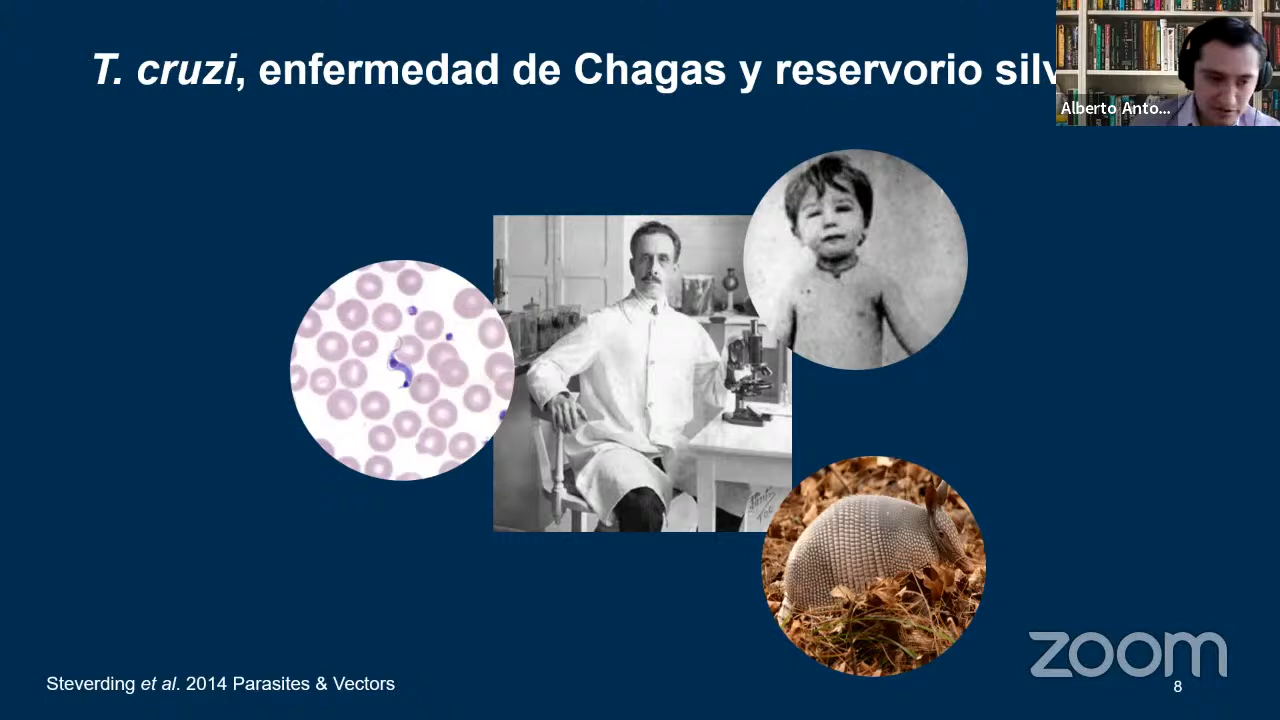 T. cruzi, enfermedad de Chagas y reservorio silv
Alberto Anto...
Steverding et al. 2014 Parasites & Vectors
zoom
8